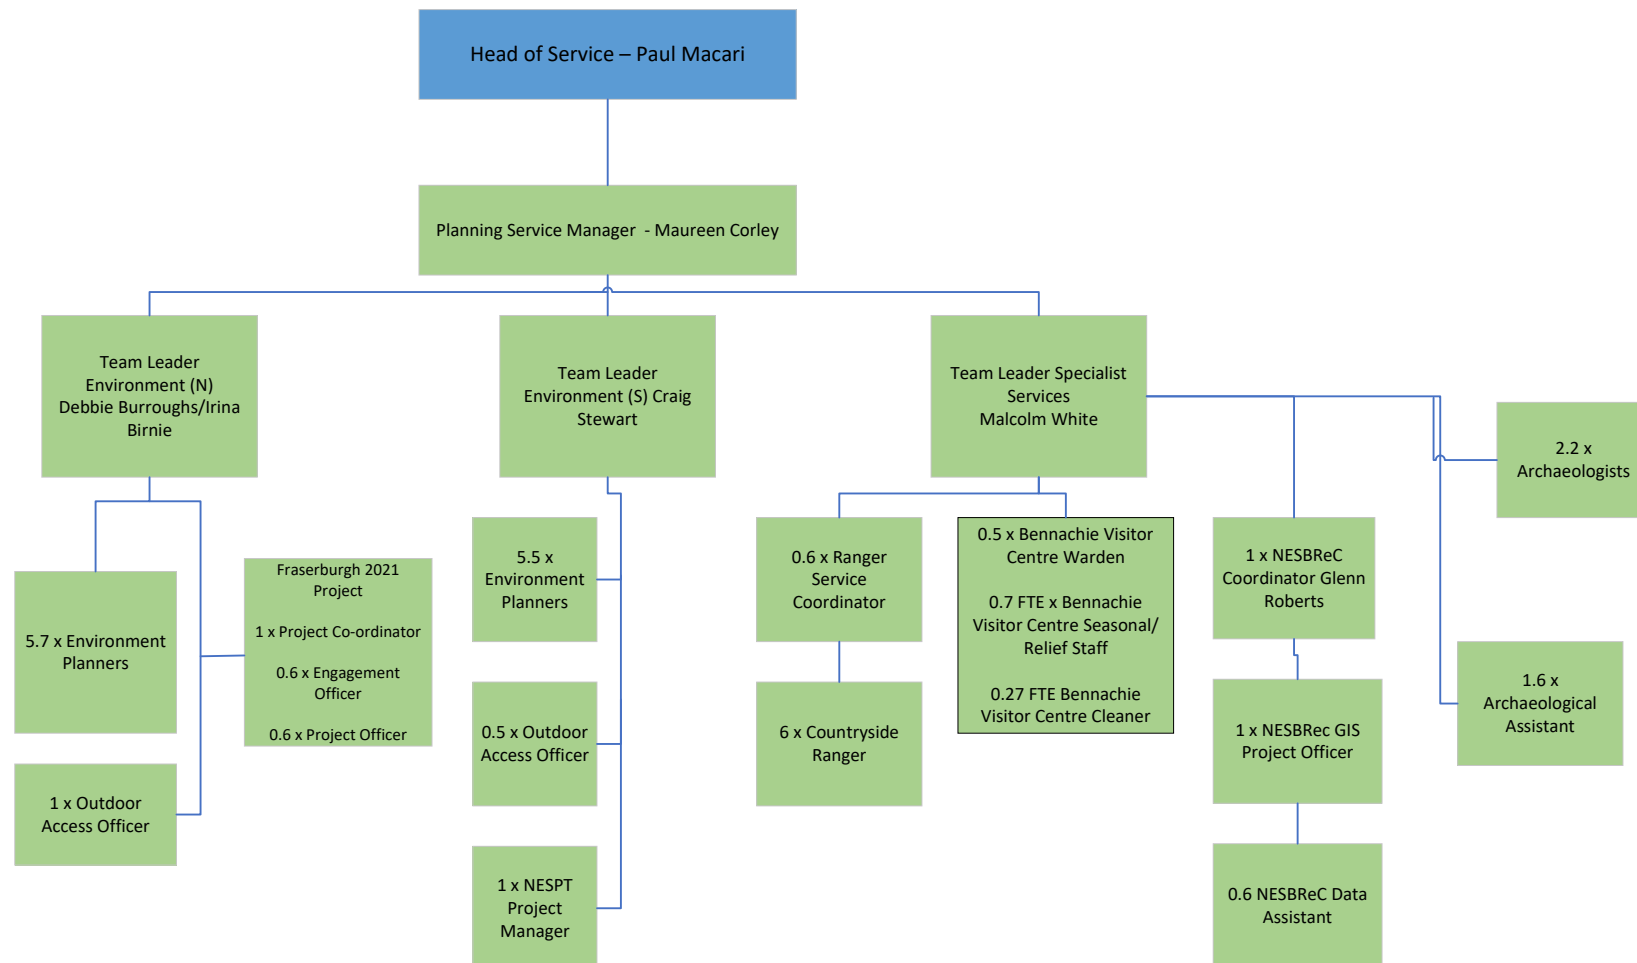 Head of Service – Paul Macari
Planning Service Manager  - Maureen Corley
Team Leader
Environment (N)
Debbie Burroughs/Irina
Birnie
Team Leader
Environment (S) Craig
Stewart
Team Leader Specialist
Services
Malcolm White
2.2 x
Archaeologists
5.7 x Environment
Planners
Fraserburgh 2021
Project
1 x Project Co-ordinator
0.6 x Engagement
Officer
0.6 x Project Officer
1 x Outdoor
Access Officer
5.5 x
Environment
Planners
0.5 x Outdoor
Access Officer
1 x NESPT
Project
Manager
0.6 x Ranger
Service
Coordinator
6 x Countryside
Ranger
0.5 x Bennachie Visitor
Centre Warden
0.7 FTE x Bennachie
Visitor Centre Seasonal/
Relief Staff
0.27 FTE Bennachie
Visitor Centre Cleaner
1 x NESBReC
Coordinator Glenn
Roberts
1 x NESBRec GIS
Project Officer
0.6 NESBReC Data
Assistant
1.6 x
Archaeological
Assistant